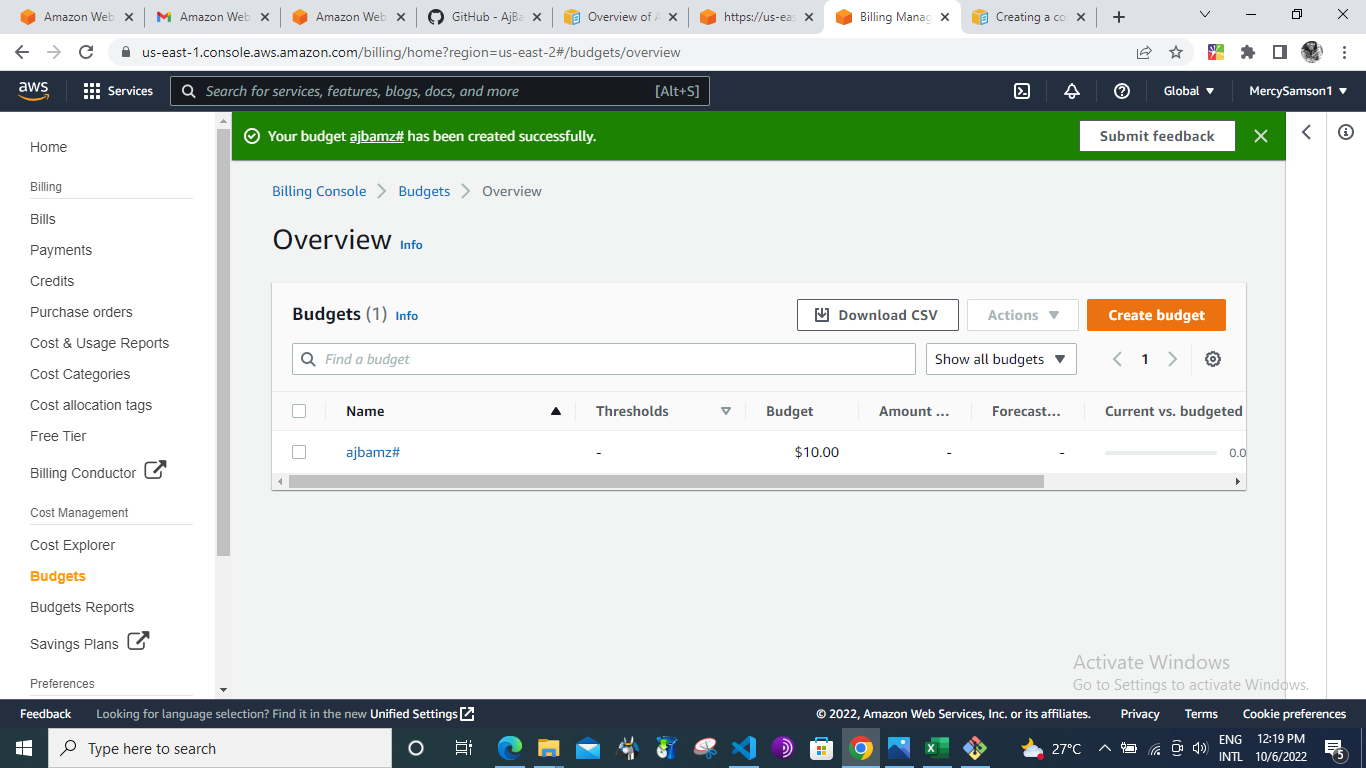 Amazon Web
Amazon Web
Amazon Web
GitHub - AjBa
Overview of A
https://us-eas
Billing Manag
Creating a co
us-east-1.console.aws.amazon.com/billing/home?region=us-east-2#/budgets/overview
aws
Services
Search for services, features, blogs, docs, and more
[Alt+S]
Global
MercySamson1
Home
Billing
Bills
Payments
Credits
Purchase orders
Cost & Usage Reports
Cost Categories
Cost allocation tags
Free Tier
Billing Conductor
Cost Management
Cost Explorer
Budgets
Budgets Reports
Savings Plans
Preferences
Your budget ajbamz# has been created successfully.
Submit feedback
Billing Console
Budgets
Overview
Overview Info
Budgets (1) Info
Download CSV
Actions
Create budget
Find a budget
Show all budgets
1
Name
Thresholds
Budget
Amount ...
Forecast...
Current vs. budgeted
ajbamz#
-
$10.00
-
-
0.0
Activate Windows
Go to Settings to activate Windows.
Feedback
Looking for language selection? Find it in the new Unified Settings
© 2022, Amazon Web Services, Inc. or its affiliates.
Privacy
Terms
Cookie preferences
Type here to search
27°C
ENG
INTL
12:19 PM
10/6/2022
5